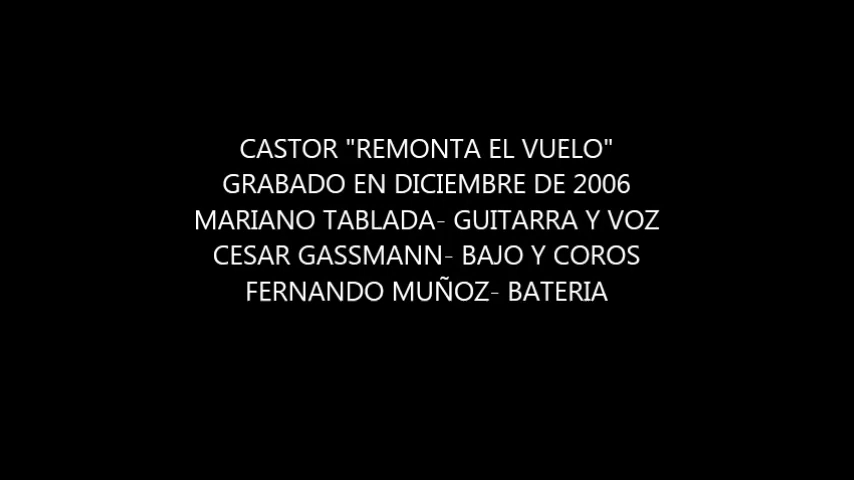 CASTOR "REMONTA EL VUELO"
GRABADO EN DICIEMBRE DE 2006
MARIANO TABLADA- GUITARRA Y VOZ
CESAR GASSMANN- BAJO Y COROS
FERNANDO MUÑOZ- BATERIA